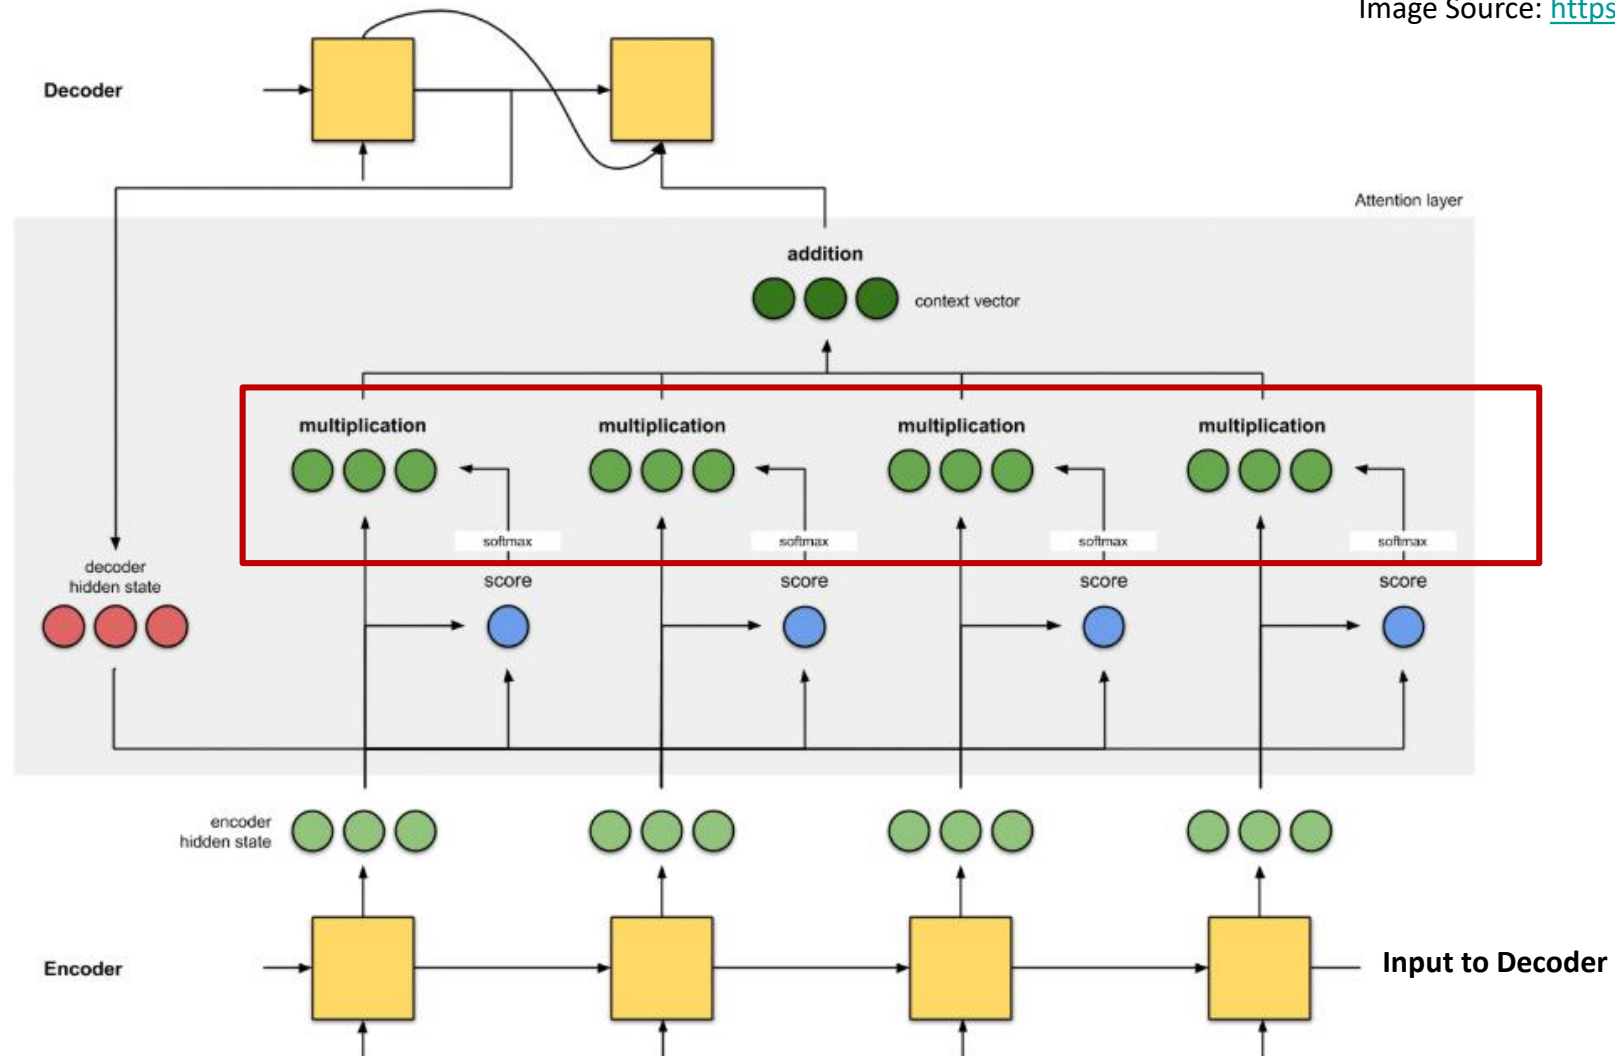 Image Source: https
Decoder
Attention layer
addition
context vector
multiplication multiplication multiplication multiplication
softmax softmax softmax softmax
decoder
hidden state
score score score score
encoder
hidden state
Encoder
Input to Decoder